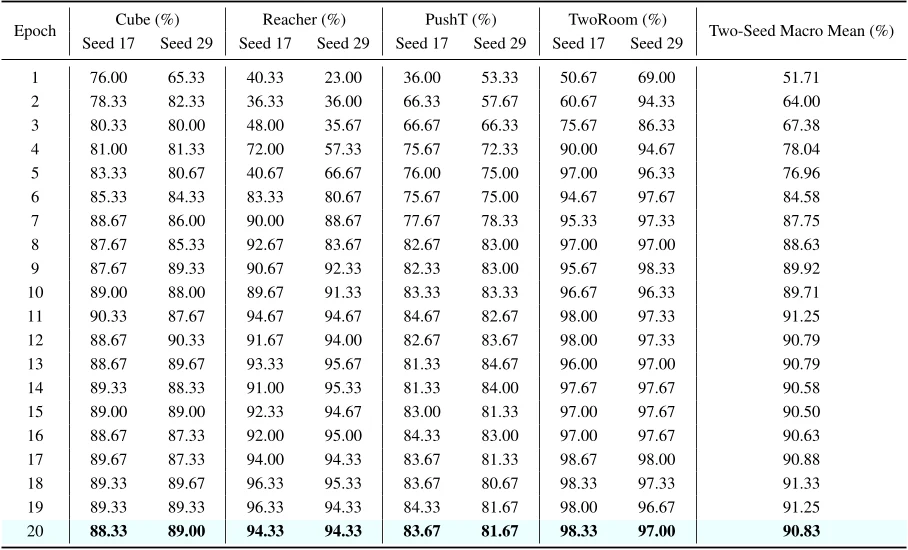 Epoch Cube (%) Reacher (%) PushT (%) TwoRoom (%) Two-Seed Macro Mean (%)
Seed 17 Seed 29 Seed 17 Seed 29 Seed 17 Seed 29 Seed 17 Seed 29
1 76.00 65.33 40.33 23.00 36.00 53.33 50.67 69.00 51.71
2 78.33 82.33 36.33 36.00 66.33 57.67 60.67 94.33 64.00
3 80.33 80.00 48.00 35.67 66.67 66.33 75.67 86.33 67.38
4 81.00 81.33 72.00 57.33 75.67 72.33 90.00 94.67 78.04
5 83.33 80.67 40.67 66.67 76.00 75.00 97.00 96.33 76.96
6 85.33 84.33 83.33 80.67 75.67 75.00 94.67 97.67 84.58
7 88.67 86.00 90.00 88.67 77.67 78.33 95.33 97.33 87.75
8 87.67 85.33 92.67 83.67 82.67 83.00 97.00 97.00 88.63
9 87.67 89.33 90.67 92.33 82.33 83.00 95.67 98.33 89.92
10 89.00 88.00 89.67 91.33 83.33 83.33 96.67 96.33 89.71
11 90.33 87.67 94.67 94.67 84.67 82.67 98.00 97.33 91.25
12 88.67 90.33 91.67 94.00 82.67 83.67 98.00 97.33 90.79
13 88.67 89.67 93.33 95.67 81.33 84.67 96.00 97.00 90.79
14 89.33 88.33 91.00 95.33 81.33 84.00 97.67 97.67 90.58
15 89.00 89.00 92.33 94.67 83.00 81.33 97.00 97.67 90.50
16 88.67 87.33 92.00 95.00 84.33 83.00 97.00 97.67 90.63
17 89.67 87.33 94.00 94.33 83.67 81.33 98.67 98.00 90.88
18 89.33 89.67 96.33 95.33 83.67 80.67 98.33 97.33 91.33
19 89.33 89.33 96.33 94.33 84.33 81.67 98.00 96.67 91.25
20 88.33 89.00 94.33 94.33 83.67 81.67 98.33 97.00 90.83